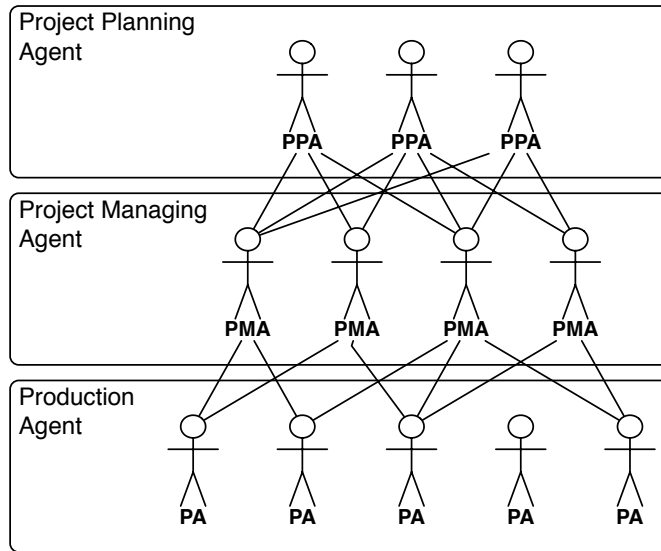 Project Planning
Agent
PPA PPA PPA
Project Managing
Agent
PMA PMA PMA PMA
Production
Agent
PA PA PA PA PA